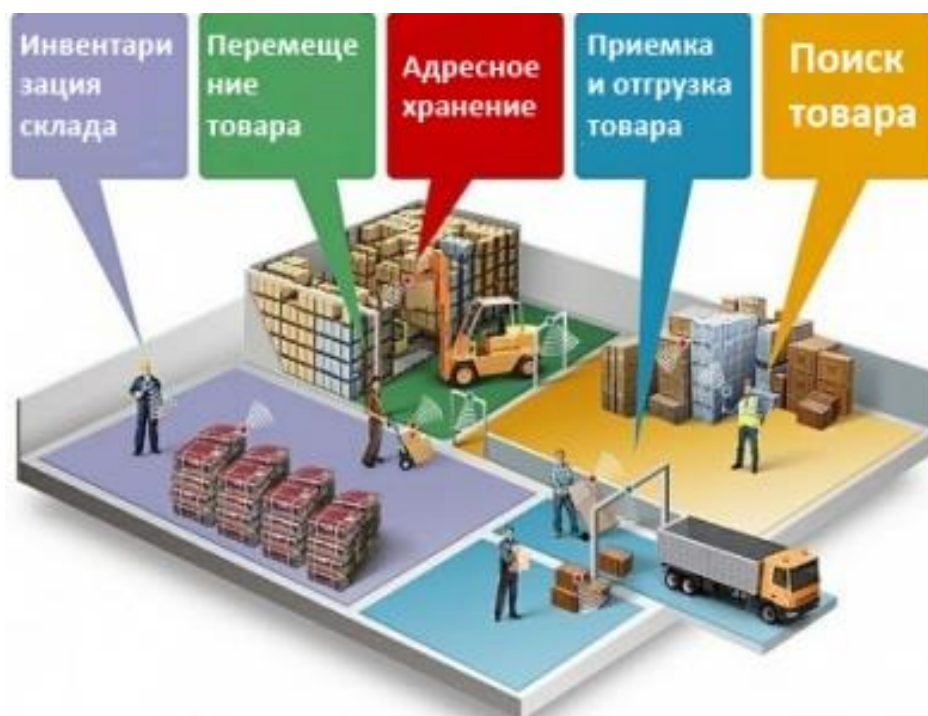 Инвентари
зация
склада
Перемеще
ние
товара
Адресное
хранение
Приемка
и отгрузка
товара
Поиск
товара